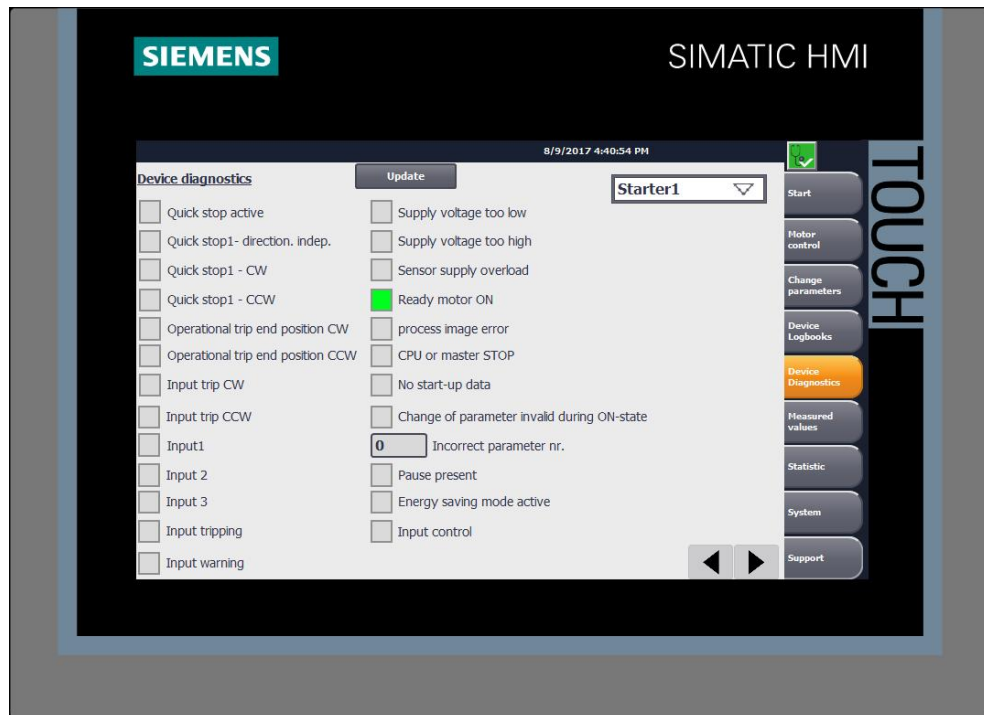 SIEMENS
SIMATIC HMI
TOUCH
8/9/2017 4:40:54 PM
Device diagnostics
Update
Starter1
Quick stop active
Quick stop1- direction. indep.
Quick stop1 - CW
Quick stop1 - CCW
Operational trip end position CW
Operational trip end position CCW
Input trip CW
Input trip CCW
Input1
Input 2
Input 3
Input tripping
Input warning
Supply voltage too low
Supply voltage too high
Sensor supply overload
Ready motor ON
process image error
CPU or master STOP
No start-up data
Change of parameter invalid during ON-state
0 Incorrect parameter nr.
Pause present
Energy saving mode active
Input control
Start
Motor
control
Change
parameters
Device
Logbooks
Device
Diagnostics
Measured
values
Statistic
System
Support